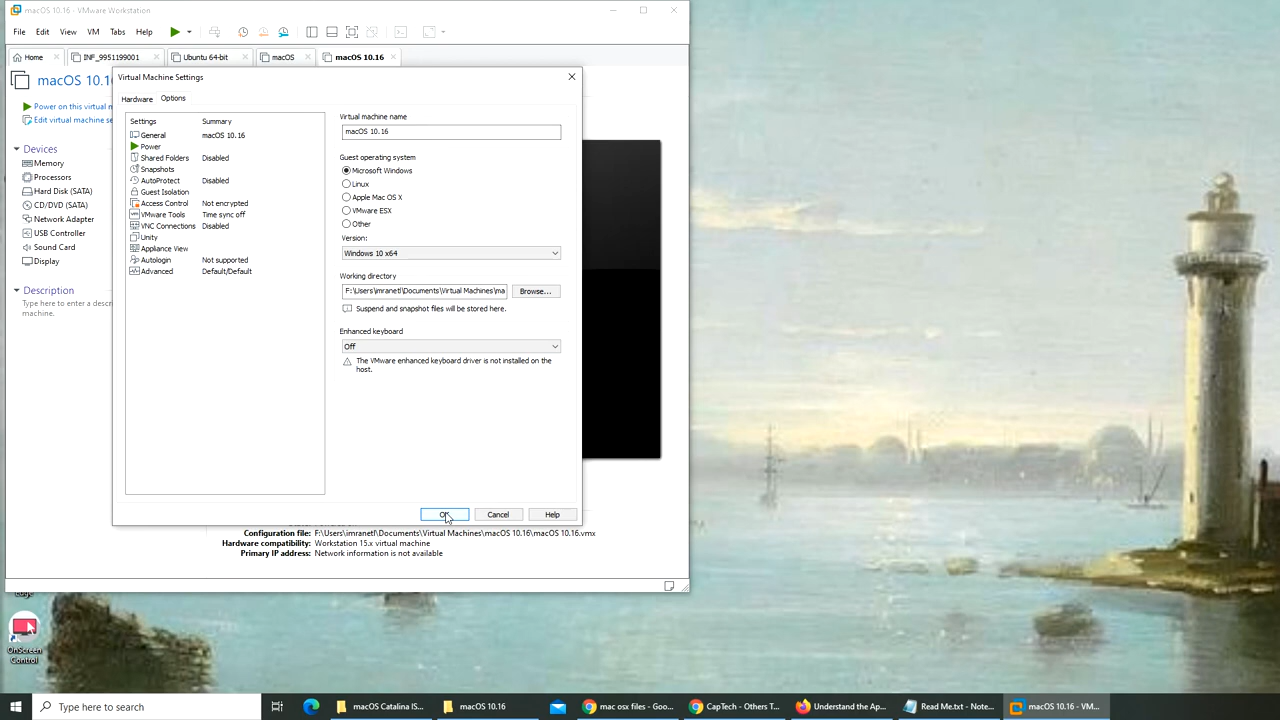 macOS 10.16 - VMware Workstation
File Edit View VM Tabs Help
Home INF_9951199001 Ubuntu 64-bit macOS macOS 10.16
macOS 10.16
Power on this virtual m
Edit virtual machine se
Devices
Memory
Processors
Hard Disk (SATA)
CD/DVD (SATA)
Network Adapter
USB Controller
Sound Card
Display
Description
Type here to enter a descr
machine.
Virtual Machine Settings
Hardware Options
Settings Summary
General macOS 10.16
Power
Shared Folders Disabled
Snapshots
AutoProtect Disabled
Guest Isolation
Access Control Not encrypted
VMware Tools Time sync off
VNC Connections Disabled
Unity
Appliance View
Autologin Not supported
Advanced Default/Default
Virtual machine name
macOS 10.16
Guest operating system
Microsoft Windows
Linux
Apple Mac OS X
VMware ESX
Other
Version:
Windows 10 x64
Working directory
F:\Users\imranetl\Documents\Virtual Machines\ma Browse...
Suspend and snapshot files will be stored here.
Enhanced keyboard
Off
The VMware enhanced keyboard driver is not installed on the
host.
OK Cancel Help
Configuration file: F:\Users\imranetl\Documents\Virtual Machines\macOS 10.16\macOS 10.16.vmx
Hardware compatibility: Workstation 15.x virtual machine
Primary IP address: Network information is not available
Edge
OnScreen
Control
Type here to search
macOS Catalina IS...
macOS 10.16
mac osx files - Goo...
CapTech - Others T...
Understand the Ap...
Read Me.txt - Note...
macOS 10.16 - VM...